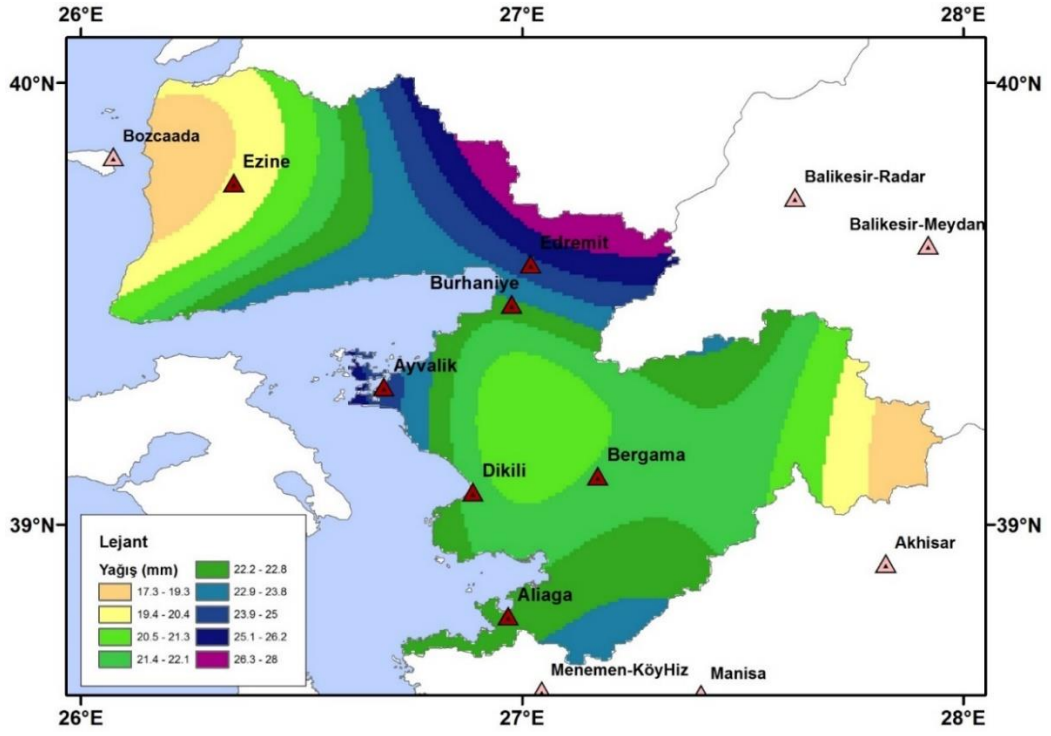 26°E 27°E 28°E
40°N 40°N
Bozcaada
Ezine
Balikesir-Radar
Balikesir-Meydan
Edremit
Burhaniye
Ayvalik
Bergama
Dikili
39°N 39°N
Akhisar
Aliaga
Menemen-KöyHiz
Manisa
Lejant
Yağış (mm)
17.3 - 19.3
19.4 - 20.4
20.5 - 21.3
21.4 - 22.1
22.2 - 22.8
22.9 - 23.8
23.9 - 25
25.1 - 26.2
26.3 - 28
26°E 27°E 28°E